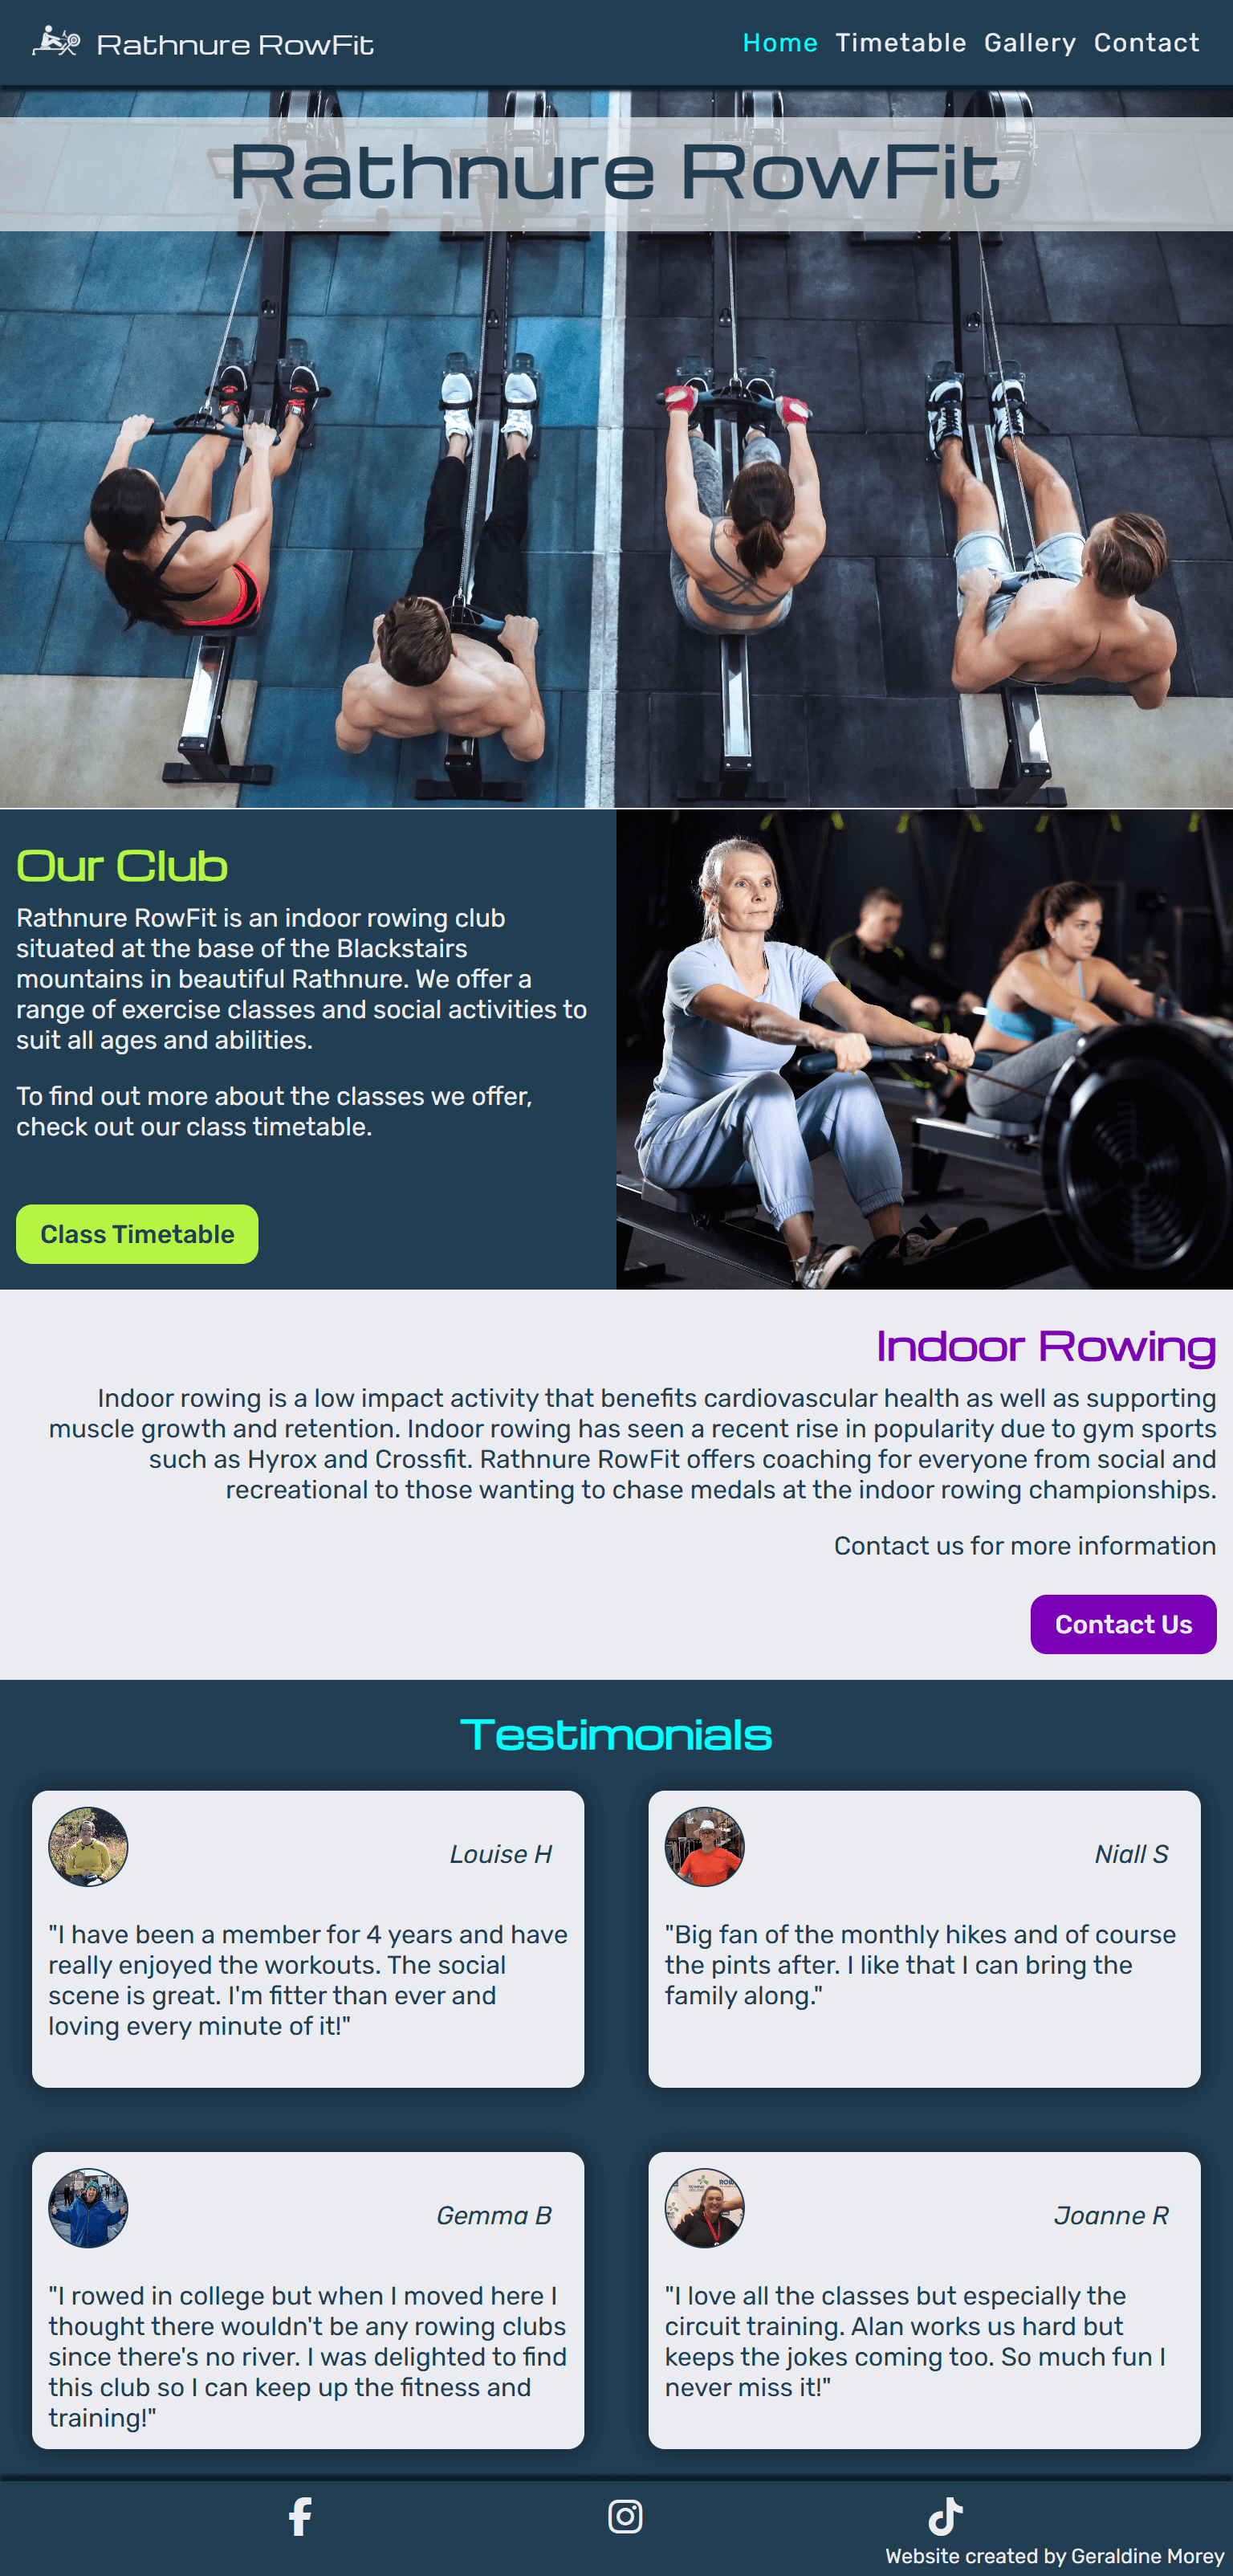 Rathnure RowFit
Home Timetable Gallery Contact
Rathnure RowFit
Our Club
Rathnure RowFit is an indoor rowing club
situated at the base of the Blackstairs
mountains in beautiful Rathnure. We offer a
range of exercise classes and social activities to
suit all ages and abilities.
To find out more about the classes we offer,
check out our class timetable.
Class Timetable
Indoor Rowing
Indoor rowing is a low impact activity that benefits cardiovascular health as well as supporting
muscle growth and retention. Indoor rowing has seen a recent rise in popularity due to gym sports
such as Hyrox and Crossfit. Rathnure RowFit offers coaching for everyone from social and
recreational to those wanting to chase medals at the indoor rowing championships.
Contact us for more information
Contact Us
Testimonials
Louise H
"I have been a member for 4 years and have
really enjoyed the workouts. The social
scene is great. I'm fitter than ever and
loving every minute of it!"
Niall S
"Big fan of the monthly hikes and of course
the pints after. I like that I can bring the
family along."
Gemma B
"I rowed in college but when I moved here I
thought there wouldn't be any rowing clubs
since there's no river. I was delighted to find
this club so I can keep up the fitness and
training!"
Joanne R
"I love all the classes but especially the
circuit training. Alan works us hard but
keeps the jokes coming too. So much fun I
never miss it!"
Website created by Geraldine Morey